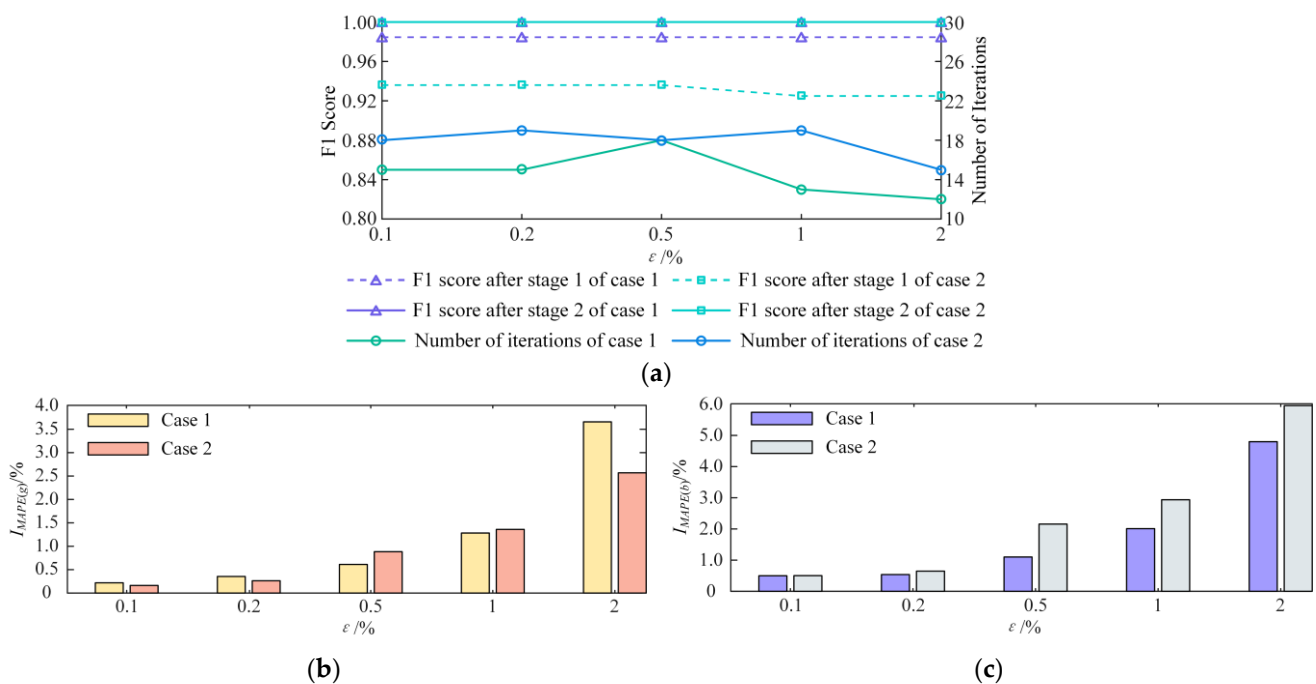 1.00
0.96
0.92
0.88
0.84
0.80
F1 Score
30
26
22
18
14
10
Number of Iterations
0.1 0.2 0.5 1 2
ε /%
F1 score after stage 1 of case 1 F1 score after stage 1 of case 2
F1 score after stage 2 of case 1 F1 score after stage 2 of case 2
Number of iterations of case 1 Number of iterations of case 2
(a)
4.0
3.5
3.0
2.5
2.0
1.5
1.0
0.5
0
I_MAPE(g)/%
Case 1
Case 2
0.1 0.2 0.5 1 2
ε /%
(b)
6.0
5.0
4.0
3.0
2.0
1.0
0
I_MAPE(b)/%
Case 1
Case 2
0.1 0.2 0.5 1 2
ε /%
(c)